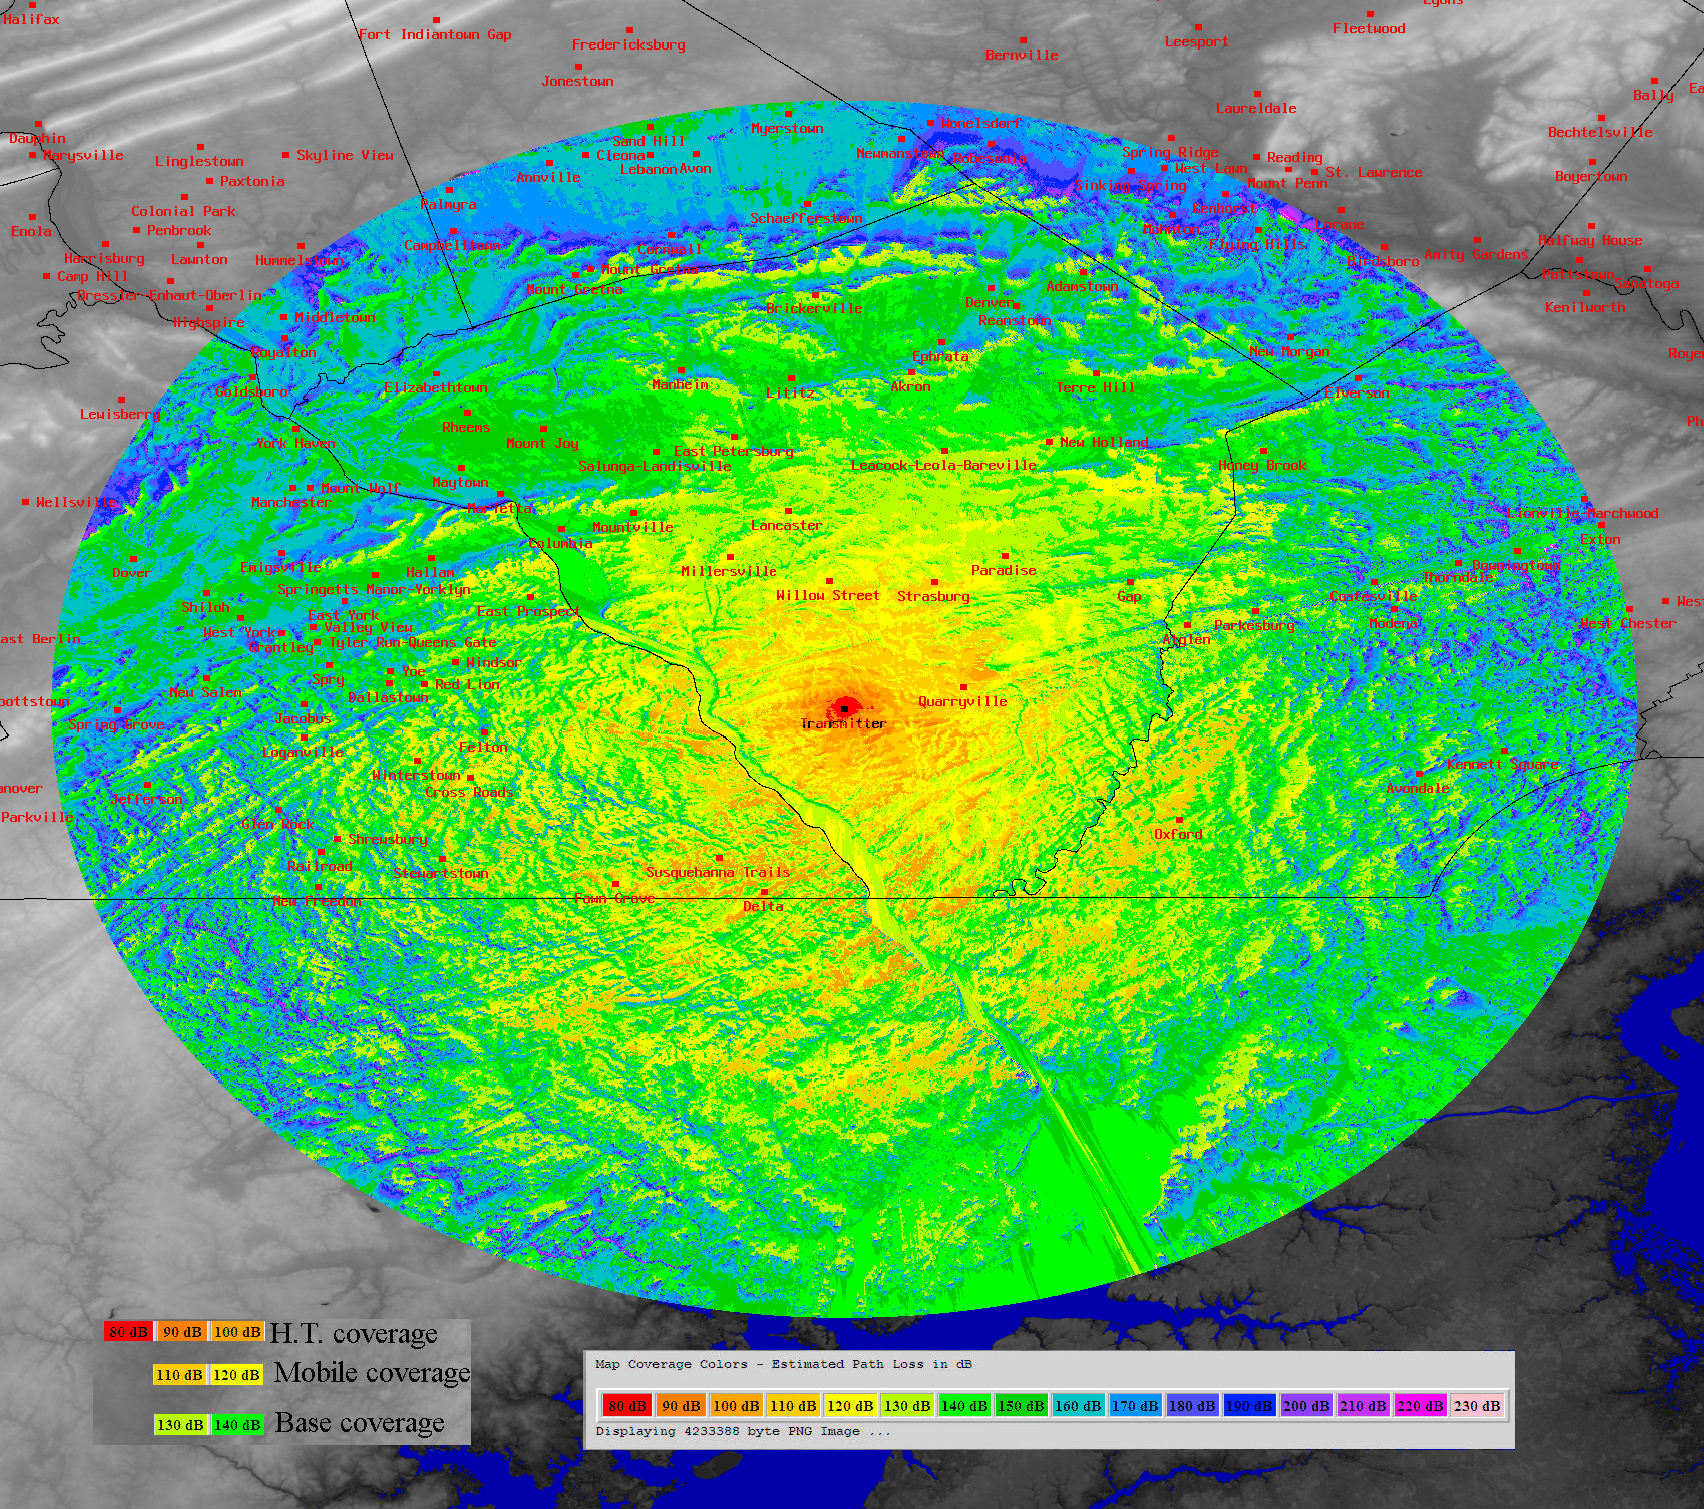 Lyons
Halifax
Fort Indiantown Gap
Fredericksburg
Bernville
Leesport
Fleetwood
Jonestown
Bally
Laureldale
Bechtelsville
Dauphin
Marysville
Linglestown
Skyline View
Sand Hill
Myerstown
Womelsdorf
Newmanstown
Robesonia
Spring Ridge
Reading
Cleona
Lebanon
Avon
Annville
West Lawn
Mount Penn
St. Lawrence
Boyertown
Paxtonia
Sinking Spring
Colonial Park
Palmyra
Schaefferstown
Kenhorst
Lorane
Enola
Penbrook
Campbelltown
Cornwall
Mohnton
Flying Hills
Halfway House
Harrisburg
Lawnton
Hummelstown
Birdsboro
Amity Gardens
Camp Hill
Mount Gretna
Mount Gretna
Adamstown
Pottstown
Sanatoga
Bressler-Enhaut-Oberlin
Brickerville
Denver
Reamstown
Kenilworth
Highspire
Middletown
Royalton
Ephrata
New Morgan
Goldsboro
Elizabethtown
Manheim
Lititz
Akron
Terre Hill
Elverson
Lewisberry
Rheems
York Haven
Mount Joy
East Petersburg
New Holland
Salunga-Landisville
Leacock-Leola-Bareville
Honey Brook
Maytown
Wellsville
Manchester
Mount Wolf
Marietta
Mountville
Lancaster
Lionville-Marchwood
Columbia
Exton
Dover
Emigsville
Hallam
Millersville
Paradise
Downingtown
Thorndale
Springetts Manor-Yorklyn
Willow Street
Strasburg
Gap
Coatesville
Shiloh
East York
East Prospect
Modena
West Chester
West York
Valley View
Parkesburg
Atglen
Grantley
Tyler Run-Queens Gate
Spry
Yoe
Windsor
New Salem
Dallastown
Red Lion
Quarryville
Jacobus
Spring Grove
Transmitter
Loganville
Felton
Kennett Square
Winterstown
Cross Roads
Avondale
Jefferson
Parkville
Glen Rock
Shrewsbury
Oxford
Railroad
Stewartstown
Susquehanna Trails
New Freedom
Fawn Grove
Delta
80 dB 90 dB 100 dB H.T. coverage
110 dB 120 dB Mobile coverage
130 dB 140 dB Base coverage
Map Coverage Colors - Estimated Path Loss in dB
80 dB 90 dB 100 dB 110 dB 120 dB 130 dB 140 dB 150 dB 160 dB 170 dB 180 dB 190 dB 200 dB 210 dB 220 dB 230 dB
Displaying 4233388 byte PNG Image ...